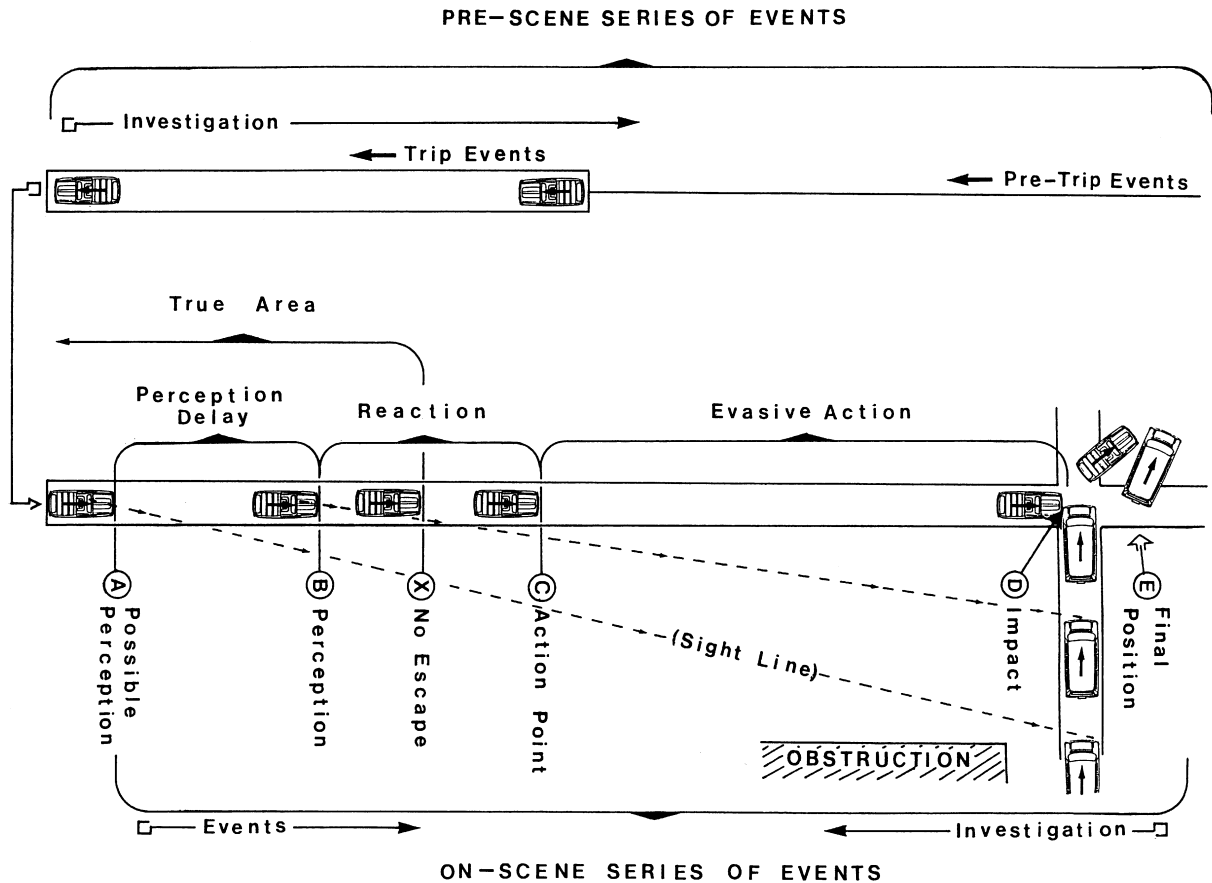 PRE-SCENE SERIES OF EVENTS
Investigation
Trip Events
Pre-Trip Events
True Area
Perception
Delay
Reaction
Evasive Action
A
Possible
Perception
B
Perception
X
No Escape
C
Action Point
D
Impact
E
Final
Position
(Sight Line)
OBSTRUCTION
Events
Investigation
ON-SCENE SERIES OF EVENTS